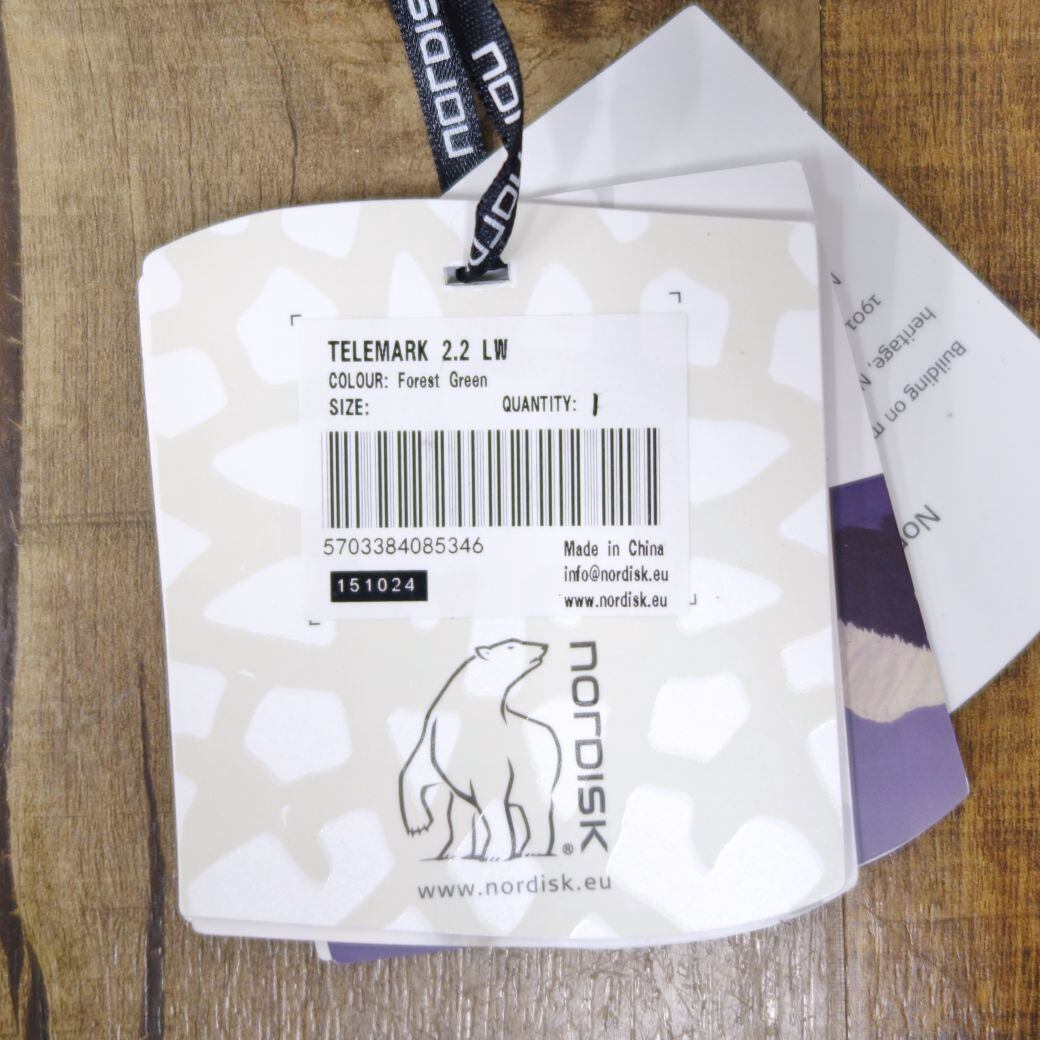 NORDISK
TELEMARK 2.2 LW
COLOUR: Forest Green
SIZE:
QUANTITY: 1
5703384085346
Made in China
info@nordisk.eu
151024
www.nordisk.eu
NORDISK
®
www.nordisk.eu
1901
heritage,
Building on